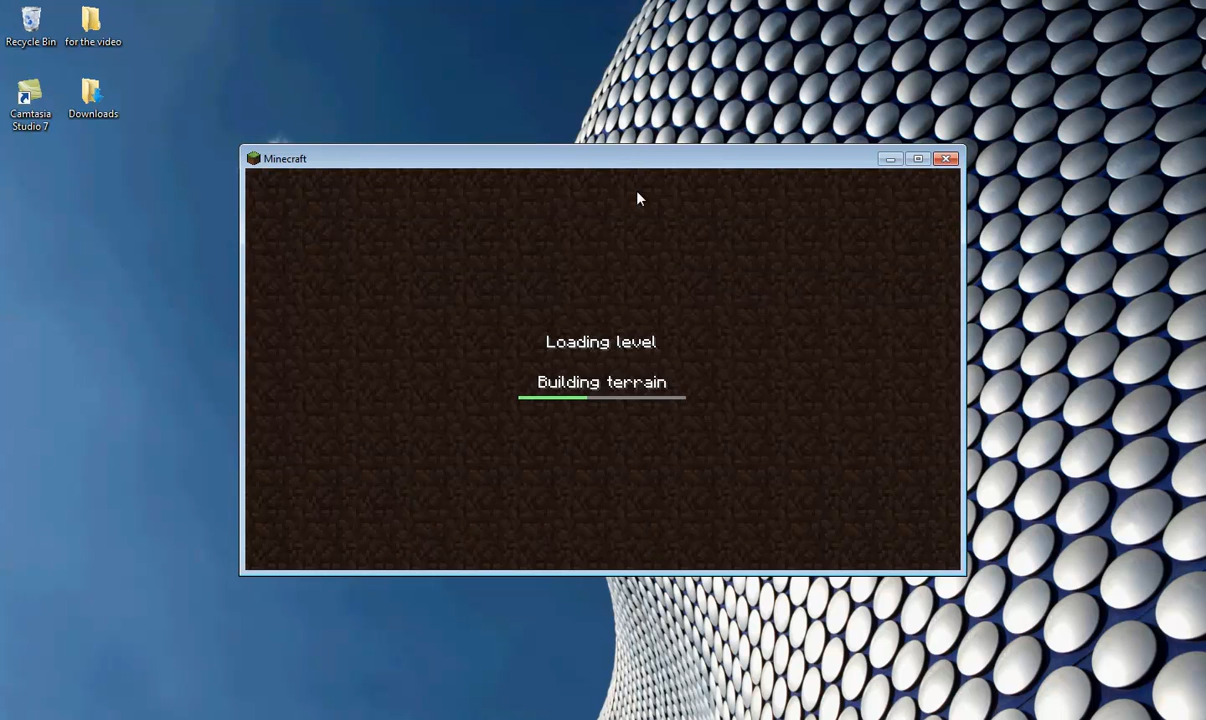 Recycle Bin
for the video
Camtasia
Studio 7
Downloads
Minecraft
Loading level
Building terrain